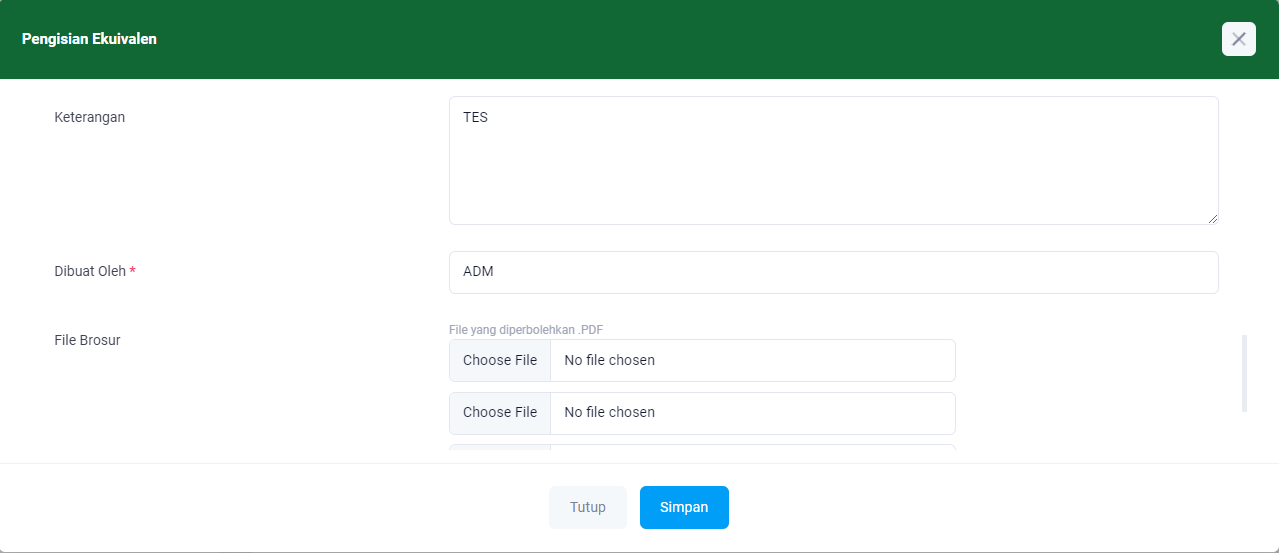 Pengisian Ekuivalen
Keterangan
TES
Dibuat Oleh *
ADM
File Brosur
File yang diperbolehkan .PDF
Choose File No file chosen
Choose File No file chosen
Tutup
Simpan